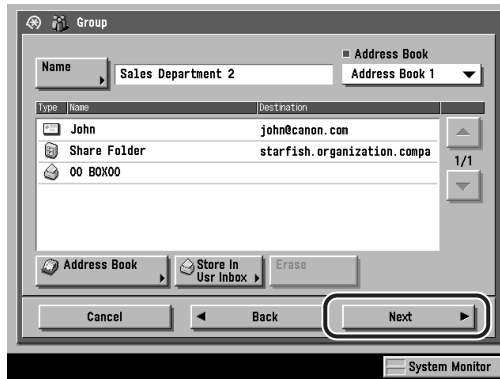 Group
Address Book
Name
Sales Department 2
Address Book 1
Type Name Destination
John john@canon.com
Share Folder starfish.organization.compa
00 BOX00
1/1
Address Book
Store In
Usr Inbox
Erase
Cancel
Back
Next
System Monitor